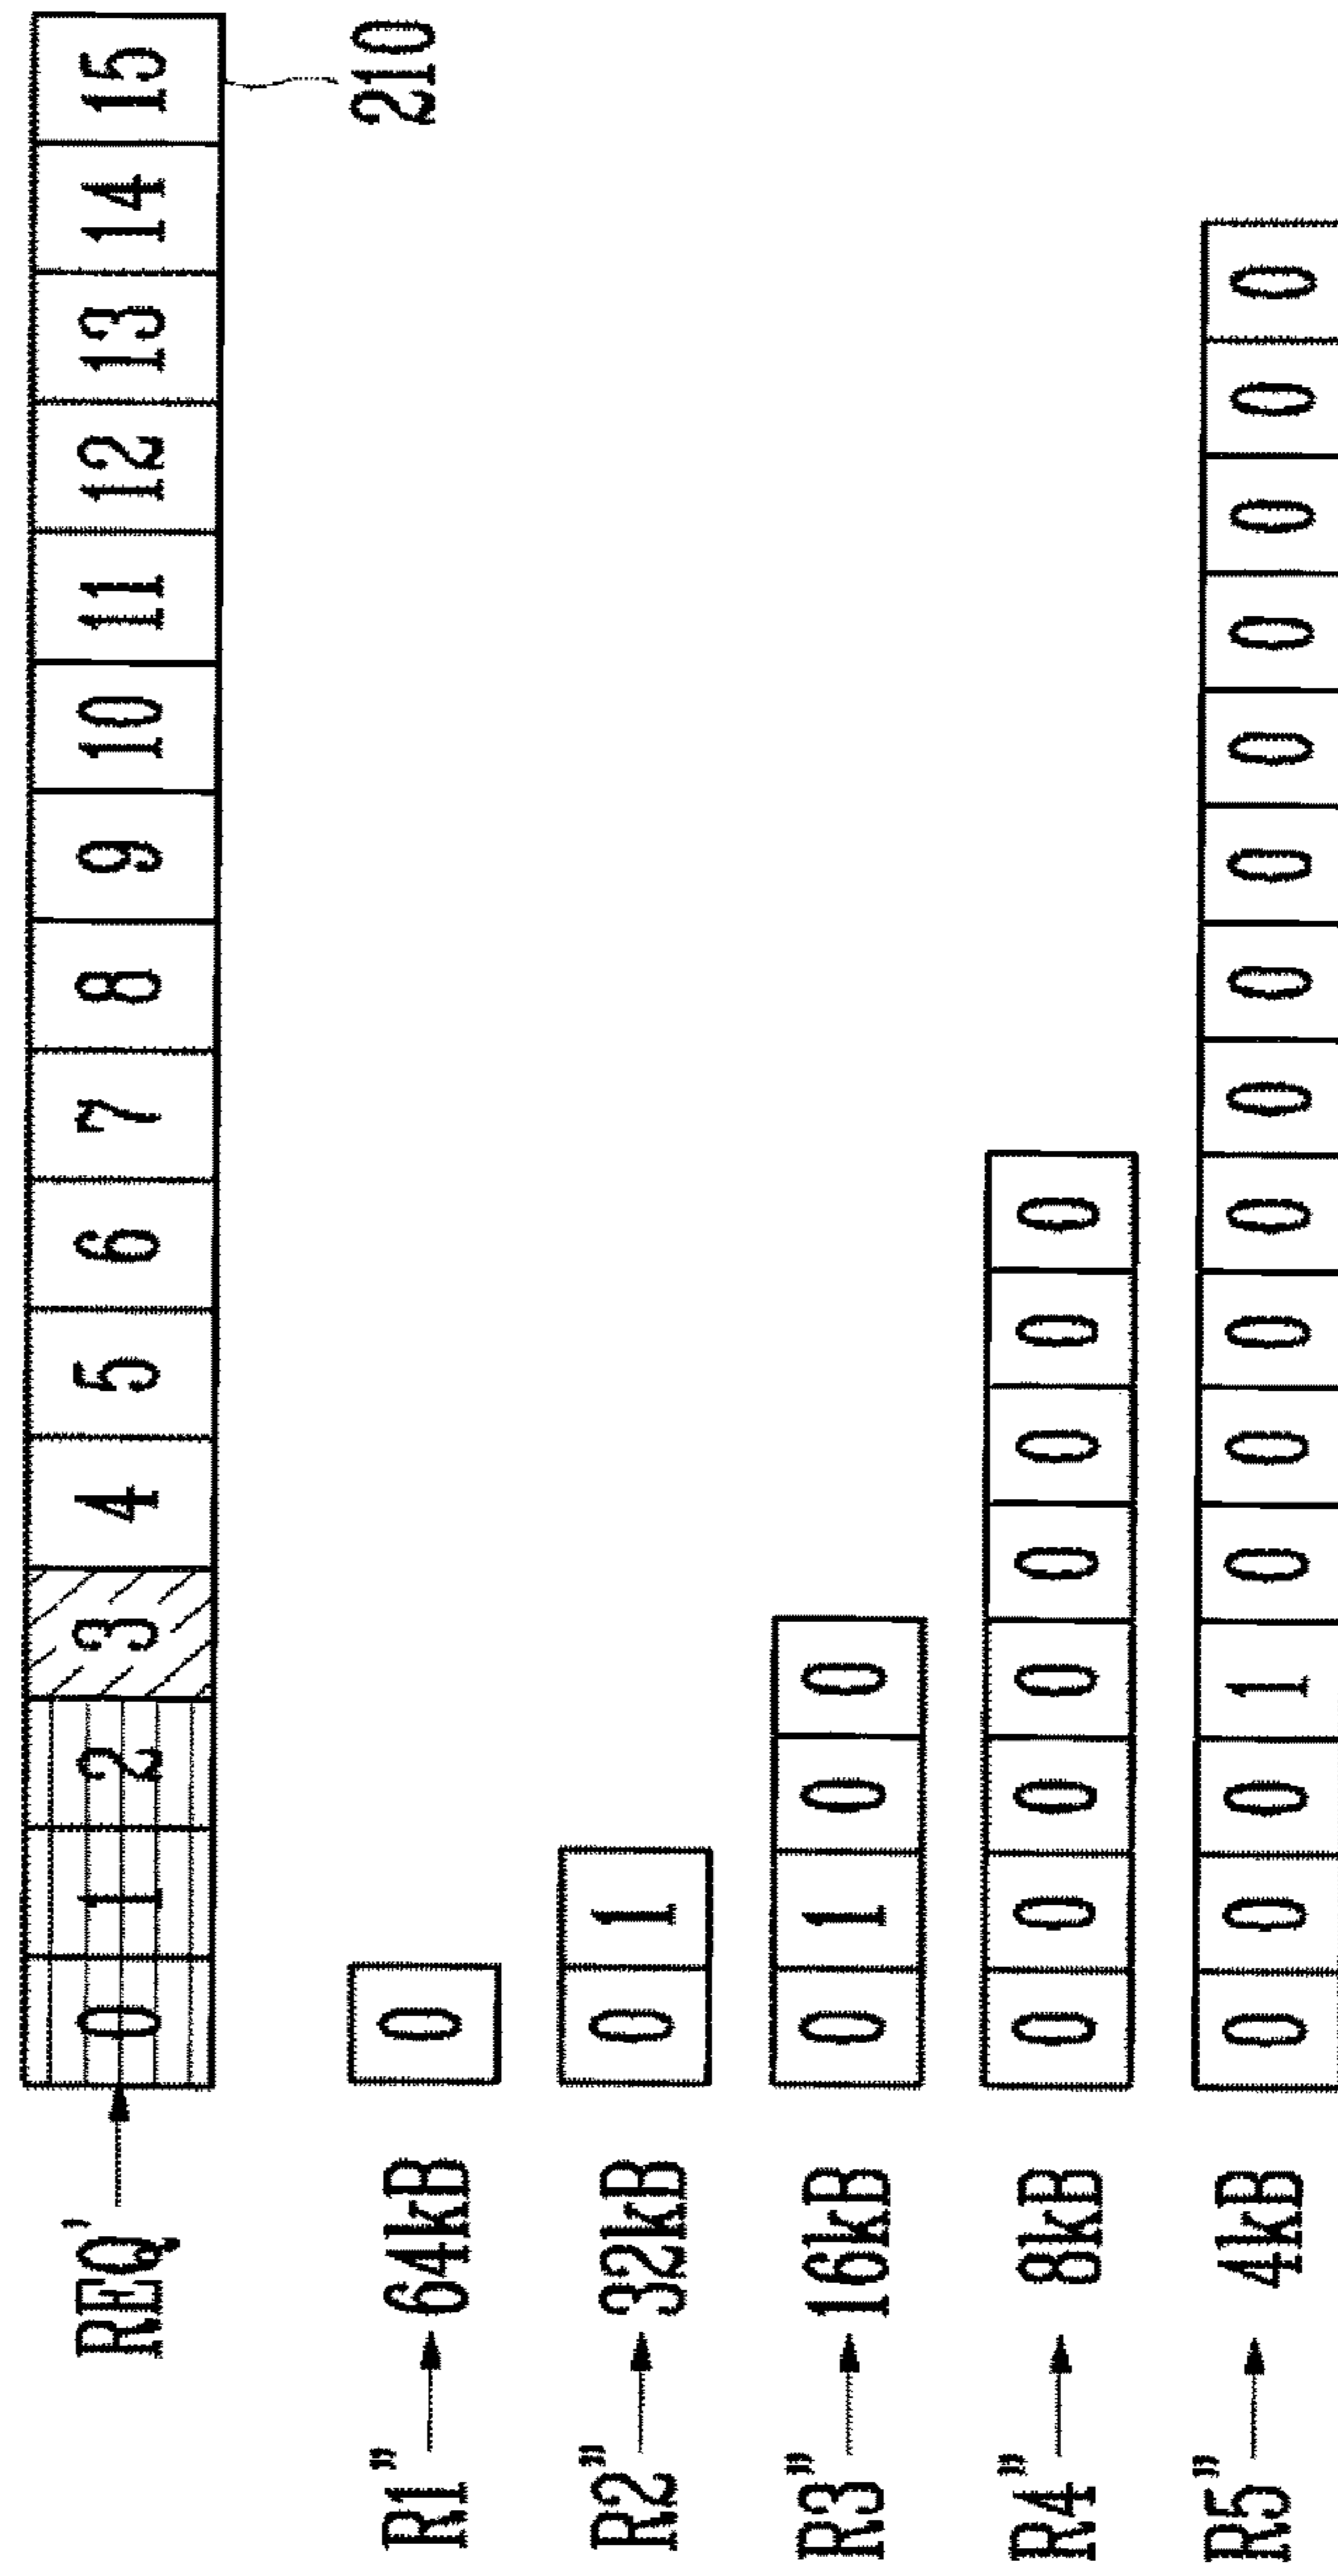 REQ' 0 1 2 3 4 5 6 7 8 9 10 11 12 13 14 15
210
R1" 64kB 0
R2" 32kB 0 1
R3" 16kB 0 1 0 0
R4" 8kB 0 0 0 0 0 0 0 0
R5" 4kB 0 0 0 1 0 0 0 0 0 0 0 0 0 0 0 0